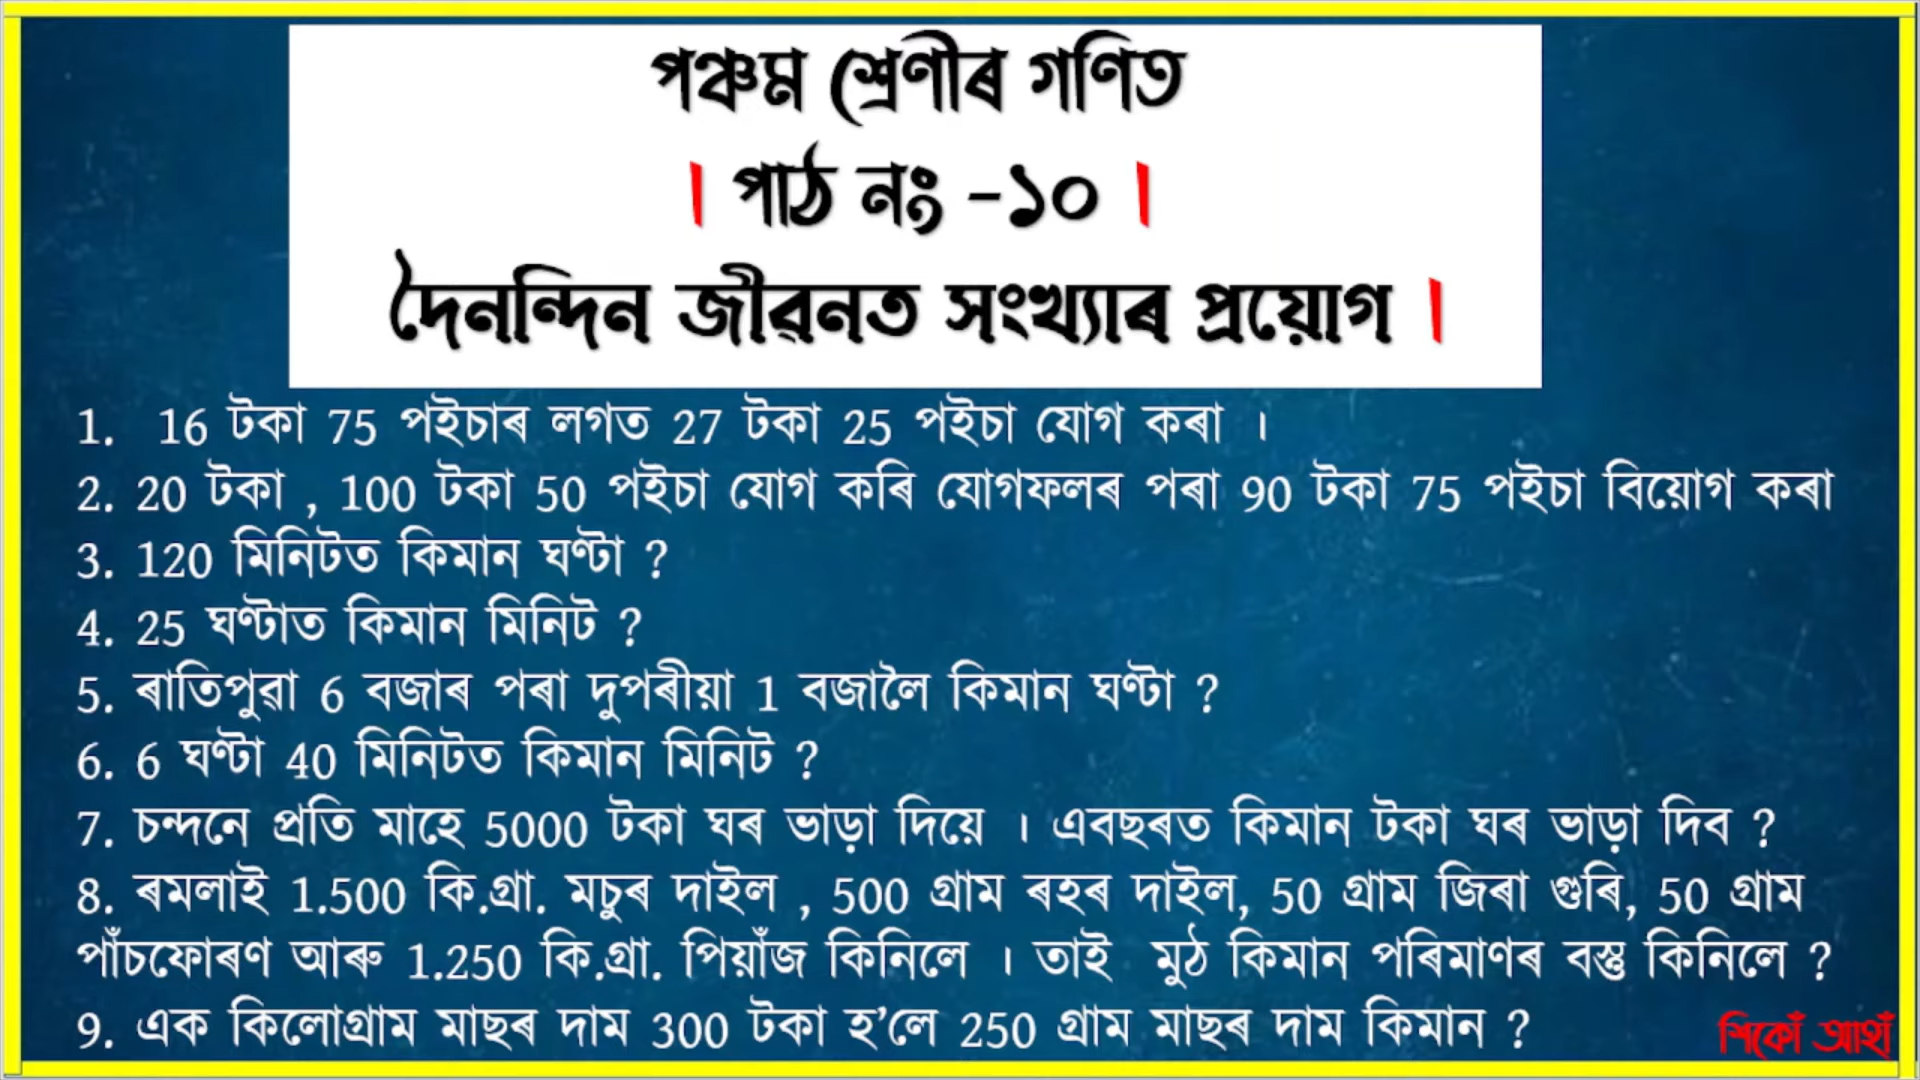 পঞ্চম শ্ৰেণীৰ গণিত
। পাঠ নং -১০ ।
দৈনন্দিন জীৱনত সংখ্যাৰ প্ৰয়োগ ।
1. 16 টকা 75 পইচাৰ লগত 27 টকা 25 পইচা যোগ কৰা ।
2. 20 টকা , 100 টকা 50 পইচা যোগ কৰি যোগফলৰ পৰা 90 টকা 75 পইচা বিয়োগ কৰা
3. 120 মিনিটত কিমান ঘণ্টা ?
4. 25 ঘণ্টাত কিমান মিনিট ?
5. ৰাতিপুৱা 6 বজাৰ পৰা দুপৰীয়া 1 বজালৈ কিমান ঘণ্টা ?
6. 6 ঘণ্টা 40 মিনিটত কিমান মিনিট ?
7. চন্দনে প্ৰতি মাহে 5000 টকা ঘৰ ভাড়া দিয়ে । এবছৰত কিমান টকা ঘৰ ভাড়া দিব ?
8. ৰমলাই 1.500 কি.গ্ৰা. মচুৰ দাইল , 500 গ্ৰাম ৰহৰ দাইল, 50 গ্ৰাম জিৰা গুৰি, 50 গ্ৰাম
পাঁচফোৰণ আৰু 1.250 কি.গ্ৰা. পিয়াঁজ কিনিলে । তাই মুঠ কিমান পৰিমাণৰ বস্তু কিনিলে ?
9. এক কিলোগ্ৰাম মাছৰ দাম 300 টকা হ’লে 250 গ্ৰাম মাছৰ দাম কিমান ?
শিকোঁ আহাঁ